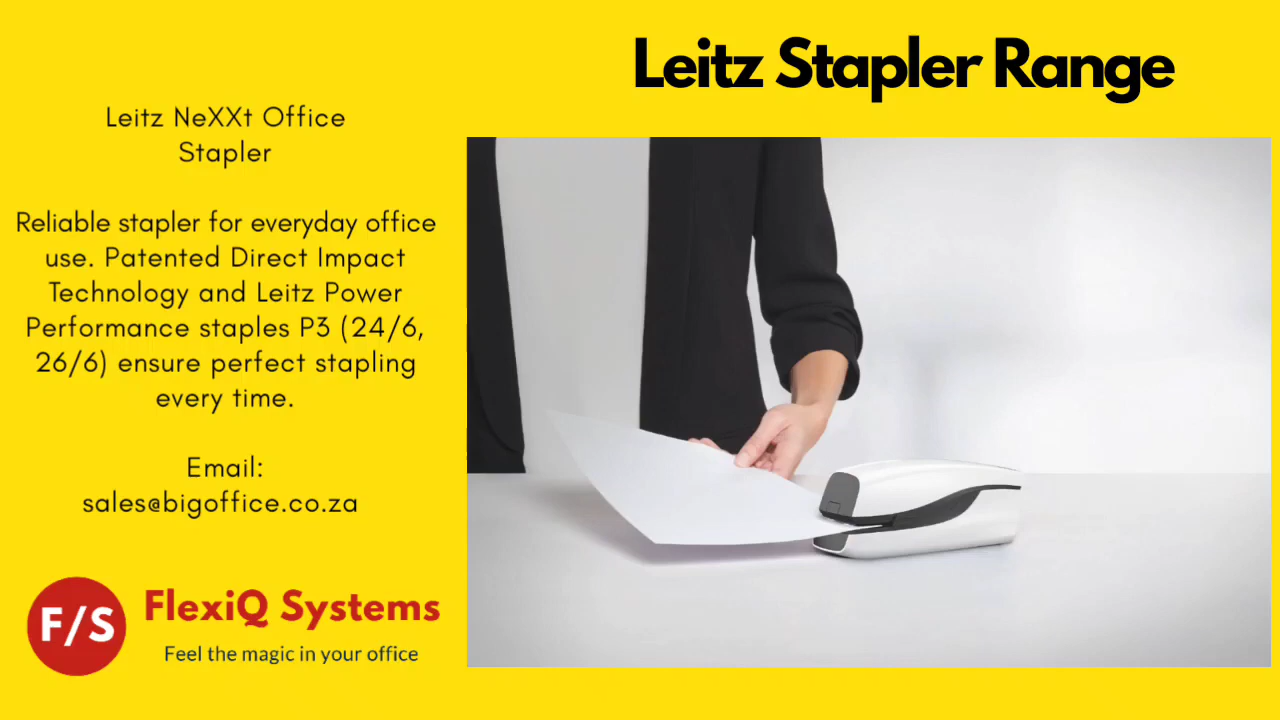 Leitz Stapler Range
Leitz NeXXt Office
Stapler
Reliable stapler for everyday office
use. Patented Direct Impact
Technology and Leitz Power
Performance staples P3 (24/6,
26/6) ensure perfect stapling
every time.
Email:
sales@bigoffice.co.za
F/S
FlexiQ Systems
Feel the magic in your office